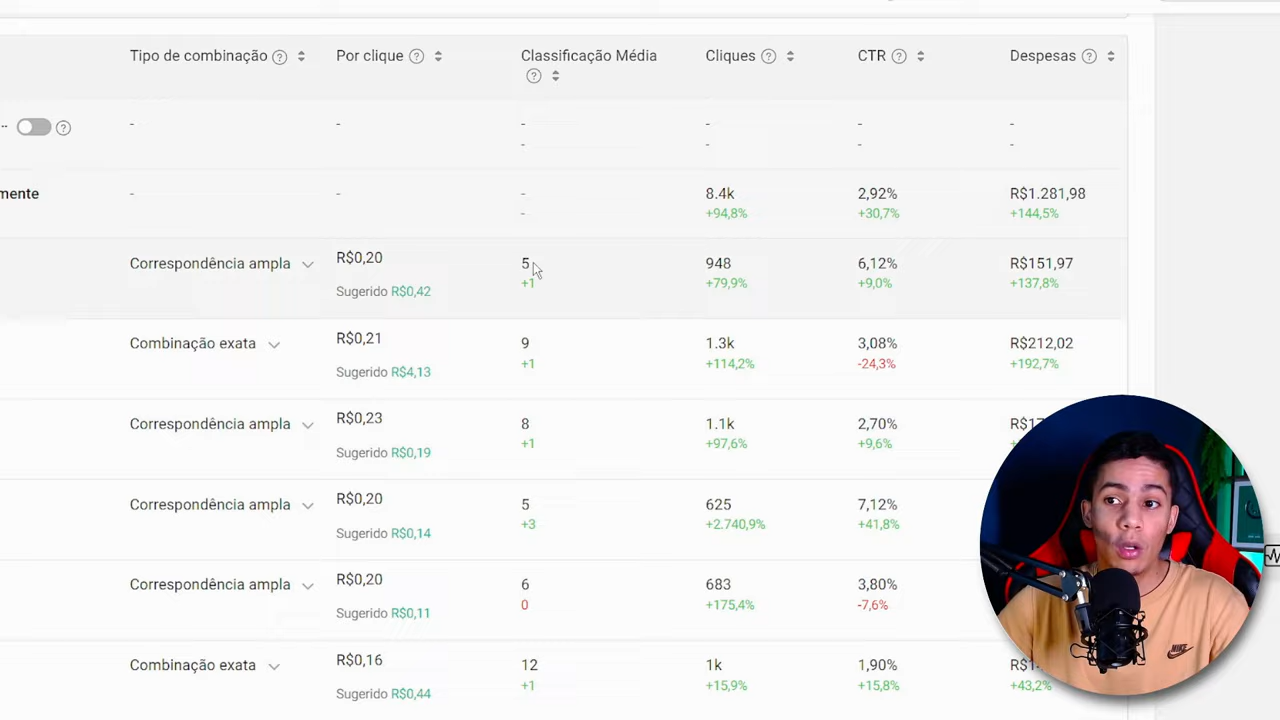 Tipo de combinação Por clique Classificação Média Cliques CTR Despesas
- - - - - -
- - - -
mente - - - 8.4k 2,92% R$1.281,98
- +94,8% +30,7% +144,5%
Correspondência ampla R$0,20 5 948 6,12% R$151,97
Sugerido R$0,42 +1 +79,9% +9,0% +137,8%
Combinação exata R$0,21 9 1.3k 3,08% R$212,02
Sugerido R$4,13 +1 +114,2% -24,3% +192,7%
Correspondência ampla R$0,23 8 1.1k 2,70%
Sugerido R$0,19 +1 +97,6% +9,6%
Correspondência ampla R$0,20 5 625 7,12%
Sugerido R$0,14 +3 +2.740,9% +41,8%
Correspondência ampla R$0,20 6 683 3,80%
Sugerido R$0,11 0 +175,4% -7,6%
Combinação exata R$0,16 12 1k 1,90%
Sugerido R$0,44 +1 +15,9% +15,8% +43,2%
NIKE